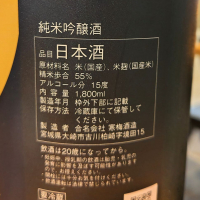 純米吟醸酒
品目 日本酒
原材料名 米(国産)、米麹(国産米)
精米歩合 55%
アルコール分 15度
内容量 1,800ml
製造年月 枠外下部に記載
保存方法 冷蔵庫にて保管して
ください。
製造者 合名会社 寒梅酒造
宮城県大崎市古川柏崎字境田15
飲酒は20歳になってから。